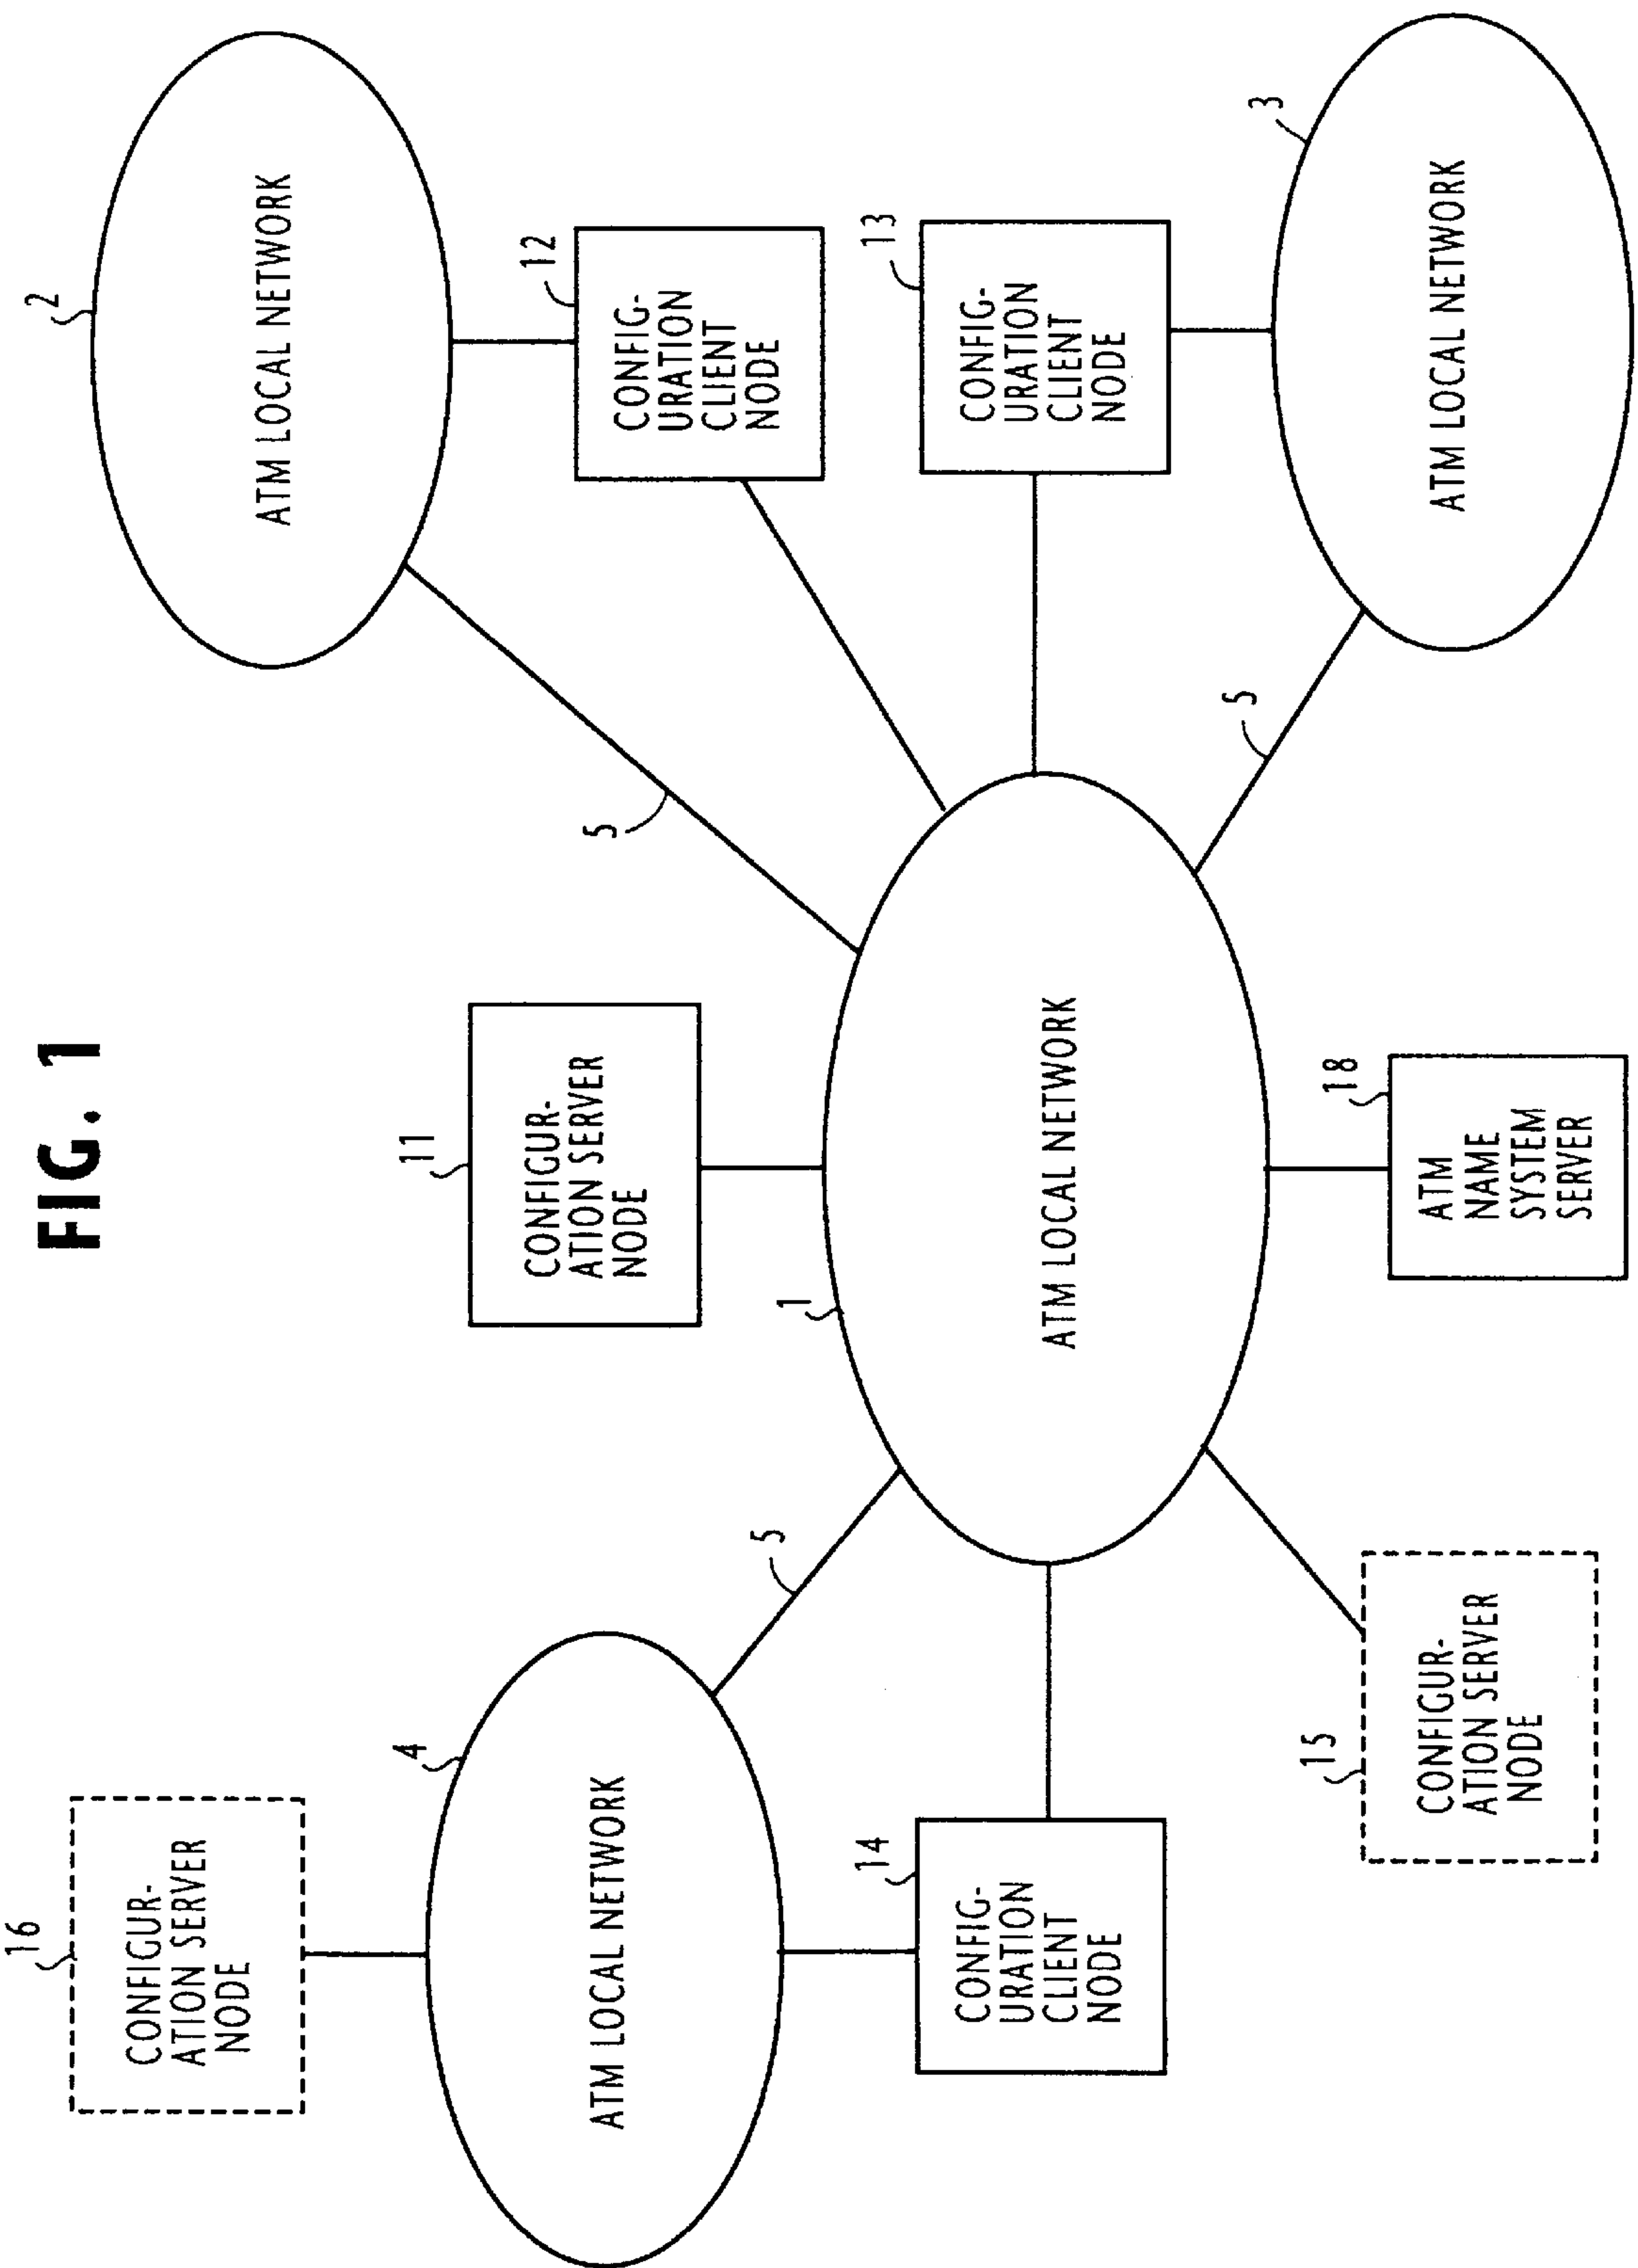 FIG. 1
16
CONFIGUR-
ATION SERVER
NODE
4
ATM LOCAL NETWORK
14
CONFIG-
URATION
CLIENT
NODE
5
11
CONFIGUR-
ATION SERVER
NODE
1
ATM LOCAL NETWORK
15
CONFIGUR-
ATION SERVER
NODE
18
ATM
NAME
SYSTEM
SERVER
5
2
ATM LOCAL NETWORK
12
CONFIG-
URATION
CLIENT
NODE
13
CONFIG-
URATION
CLIENT
NODE
5
3
ATM LOCAL NETWORK